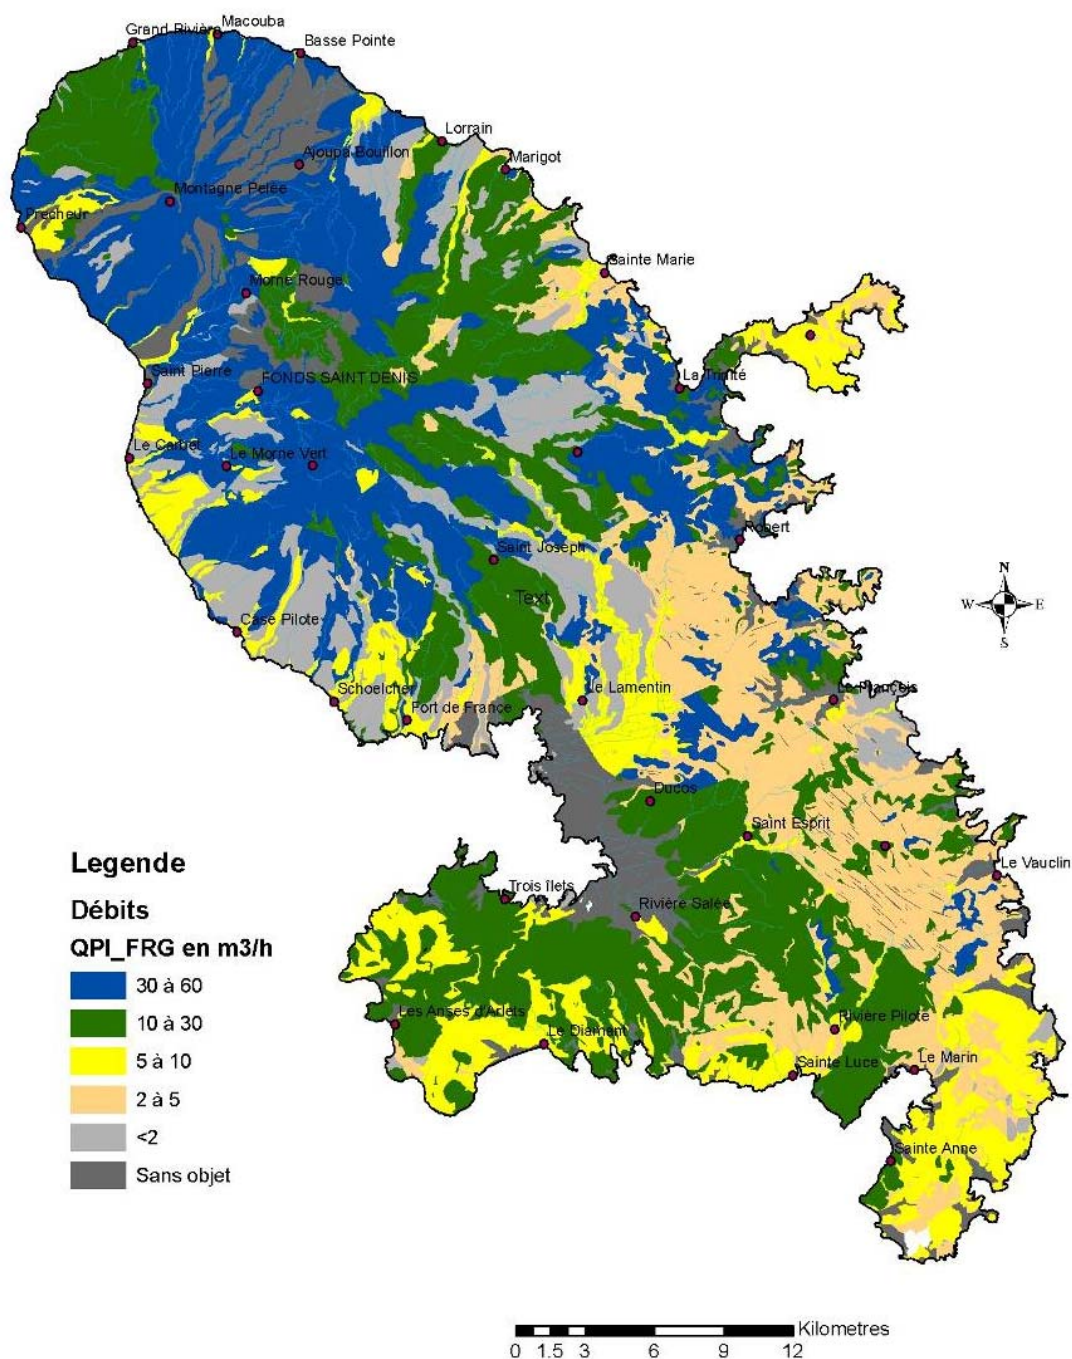 Grand Rivière
Macouba
Basse Pointe
Lorrain
Ajoupa Bouillon
Marigot
Montagne Pelée
Precheur
Sainte Marie
Morne Rouge
Saint Pierre
FONDS SAINT DENIS
La Trinité
Le Carbet
Le Morne Vert
Robert
Saint Joseph
Text
N
W
E
S
Case Pilote
Schoelcher
Fort de France
le Lamentin
Le François
Ducos
Saint Esprit
Legende
Le Vauclin
Débits
Trois îlets
Rivière Salée
QPI_FRG en m3/h
30 à 60
10 à 30
Les Anses d'Arlets
Le Diamant
Rivière Pilote
5 à 10
Sainte Luce
Le Marin
2 à 5
<2
Sainte Anne
Sans objet
Kilometres
0 1.5 3 6 9 12